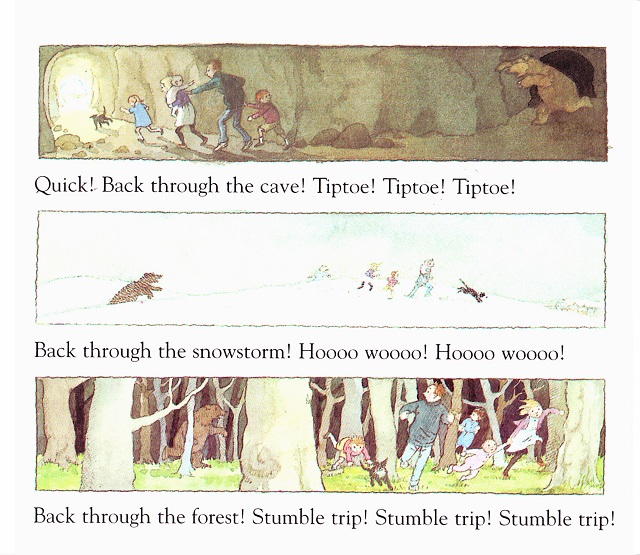 Quick! Back through the cave! Tiptoe! Tiptoe! Tiptoe!
Back through the snowstorm! Hoooo woooo! Hoooo woooo!
Back through the forest! Stumble trip! Stumble trip! Stumble trip!